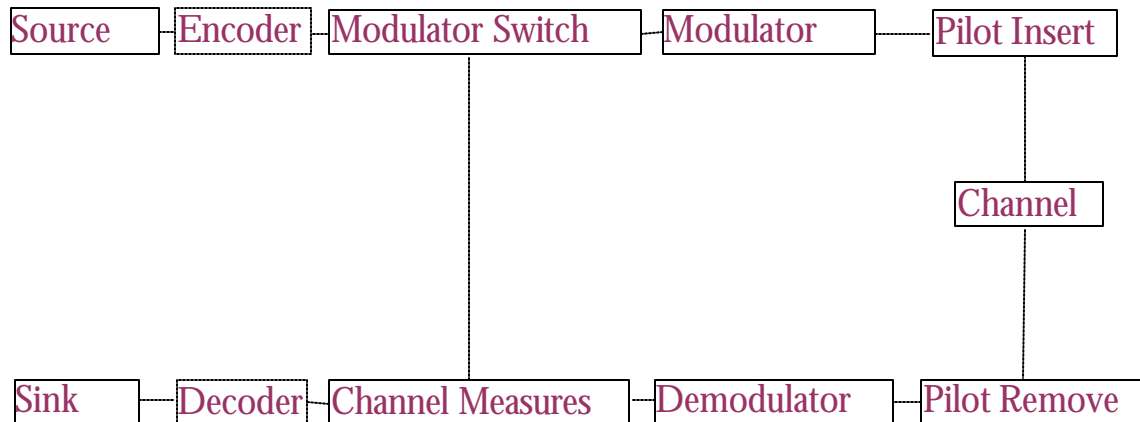 Source Encoder Modulator Switch Modulator Pilot Insert
Channel
Sink Decoder Channel Measures Demodulator Pilot Remove